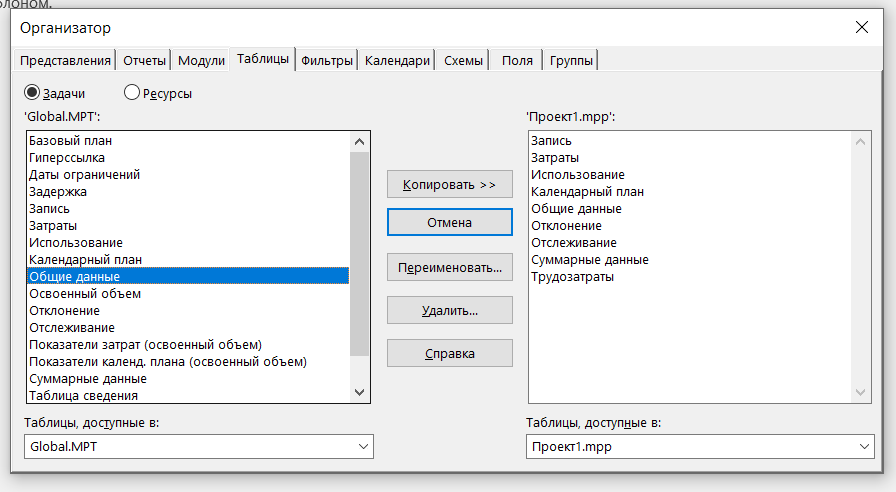 блоном.
Организатор
Представления Отчеты Модули Таблицы Фильтры Календари Схемы Поля Группы
Задачи Ресурсы
'Global.MPT':
'Проект1.mpp':
Базовый план
Гиперссылка
Даты ограничений
Задержка
Запись
Затраты
Использование
Календарный план
Общие данные
Освоенный объем
Отклонение
Отслеживание
Показатели затрат (освоенный объем)
Показатели календ. плана (освоенный объем)
Суммарные данные
Таблица сведения
Копировать >>
Отмена
Переименовать...
Удалить...
Справка
Запись
Затраты
Использование
Календарный план
Общие данные
Отклонение
Отслеживание
Суммарные данные
Трудозатраты
Таблицы, доступные в:
Global.MPT
Таблицы, доступные в:
Проект1.mpp